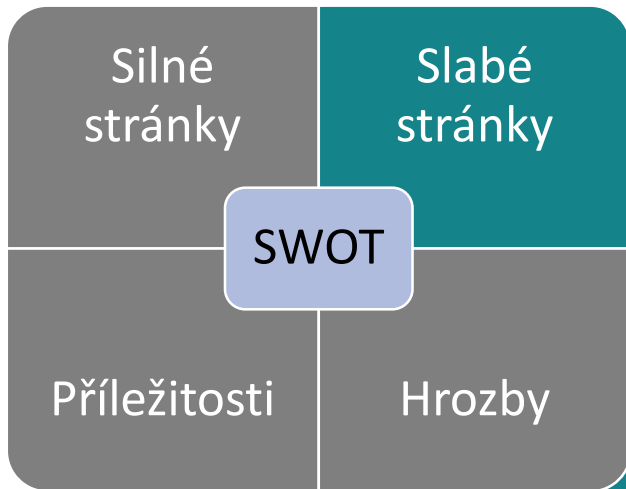 Silné
stránky
Slabé
stránky
SWOT
Příležitosti
Hrozby